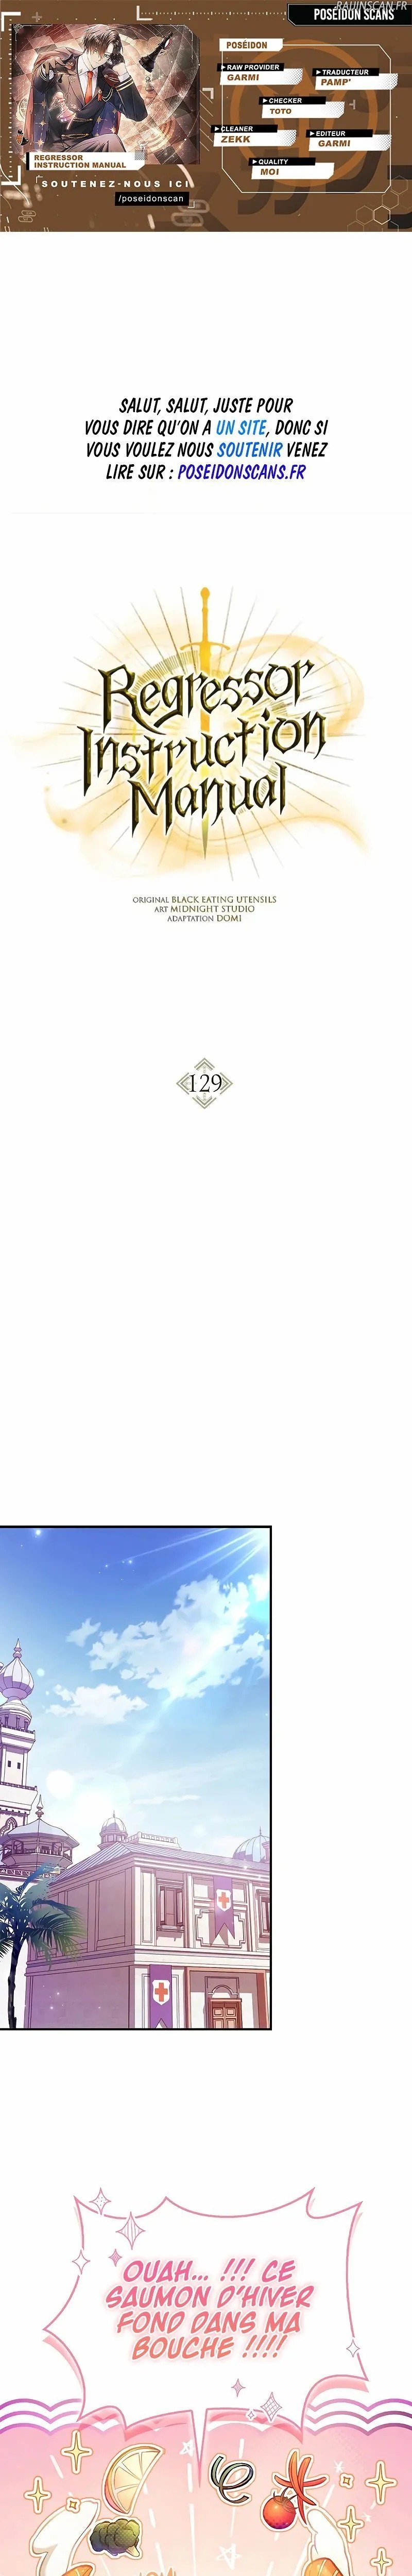 RAIJINSCAN.FR
POSÉIDON SCANS
POSÉIDON
RAW PROVIDER
GARMI
TRADUCTEUR
PAMP'
CHECKER
TOTO
CLEANER
ZEKK
EDITEUR
GARMI
QUALITY
MOI
REGRESSOR
INSTRUCTION MANUAL
SOUTENEZ-NOUS ICI
/poseidonscan
SALUT, SALUT, JUSTE POUR
VOUS DIRE QU'ON A UN SITE, DONC SI
VOUS VOULEZ NOUS SOUTENIR VENEZ
LIRE SUR : POSEIDONSCANS.FR
Regressor
Instruction
Manual
ORIGINAL BLACK EATING UTENSILS
ART MIDNIGHT STUDIO
ADAPTATION DOMI
129
OUAH... !!! CE
SAUMON D'HIVER
FOND DANS MA
BOUCHE !!!!